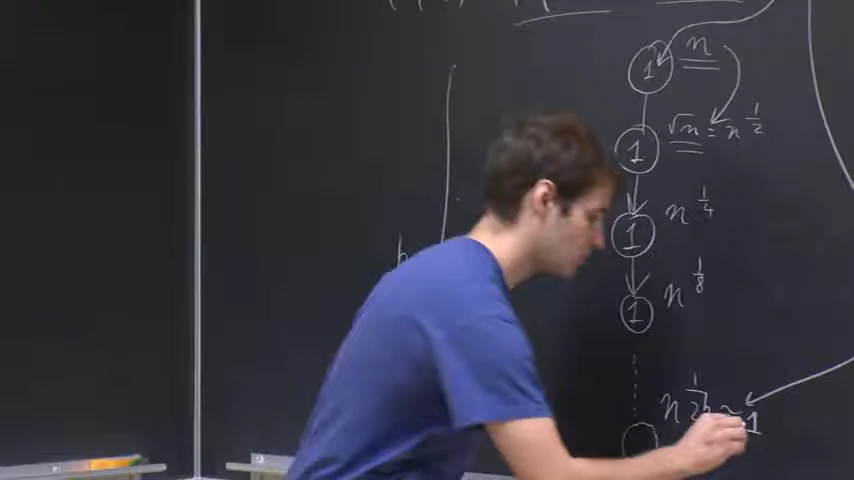 1 n
1 √n = n^{1/2}
1 n^{1/4}
1 n^{1/8}
h
n^{1/2^h} ≈ 1